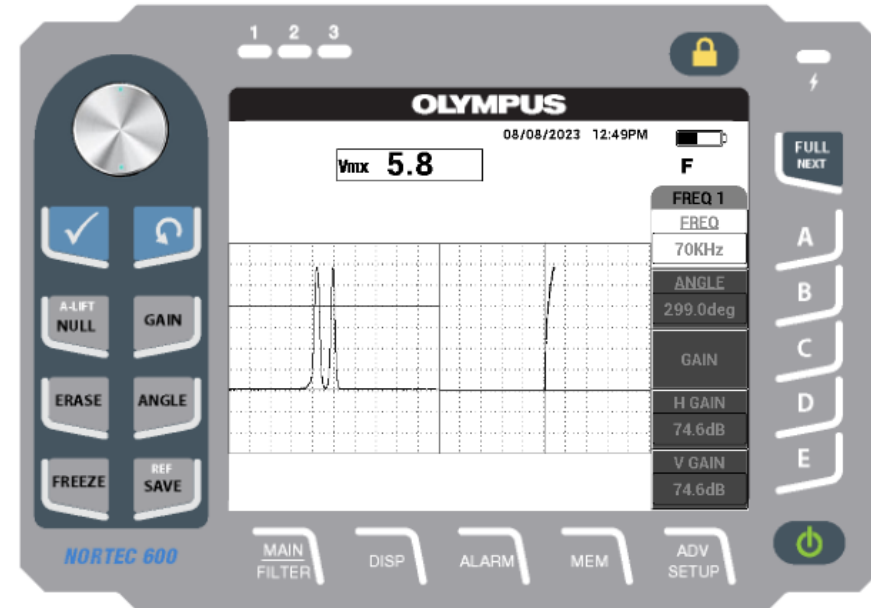 1 2 3
OLYMPUS
08/08/2023 12:49PM
Vmx 5.8
F
FULL
NEXT
FREQ 1
FREQ
70KHz
A
ANGLE
299.0deg
B
GAIN
C
H GAIN
74.6dB
D
V GAIN
74.6dB
E
A-LIFT
NULL
GAIN
ERASE
ANGLE
FREEZE
REF
SAVE
NORTEC 600
MAIN
FILTER
DISP
ALARM
MEM
ADV
SETUP